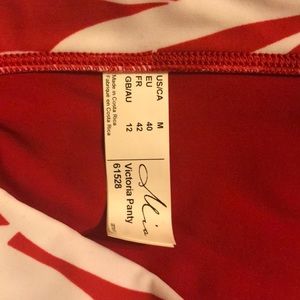 Mio
Victoria Panty
61528
US/CA M
EU 40
FR 42
GB/AU 12
Made in Costa Rica
Fabriqué en Costa Rica